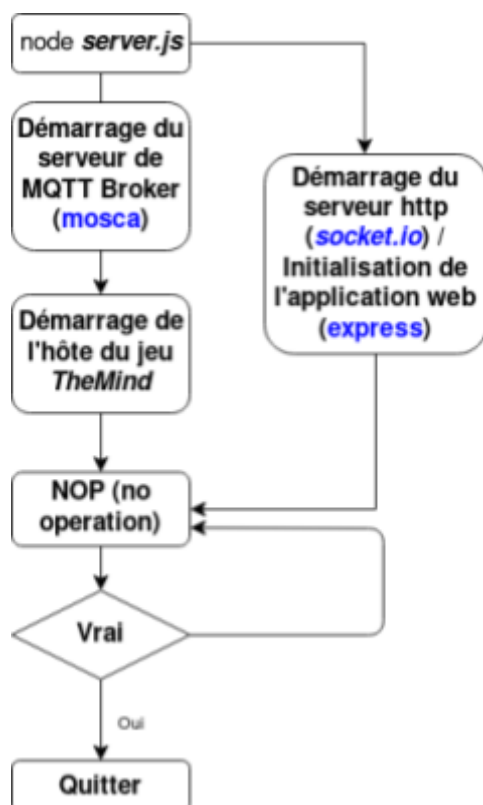 node server.js
Démarrage du
serveur de
MQTT Broker
(mosca)
Démarrage du
serveur http
(socket.io) /
Initialisation de
l'application web
(express)
Démarrage de
l'hôte du jeu
TheMind
NOP (no
operation)
Vrai
Oui
Quitter